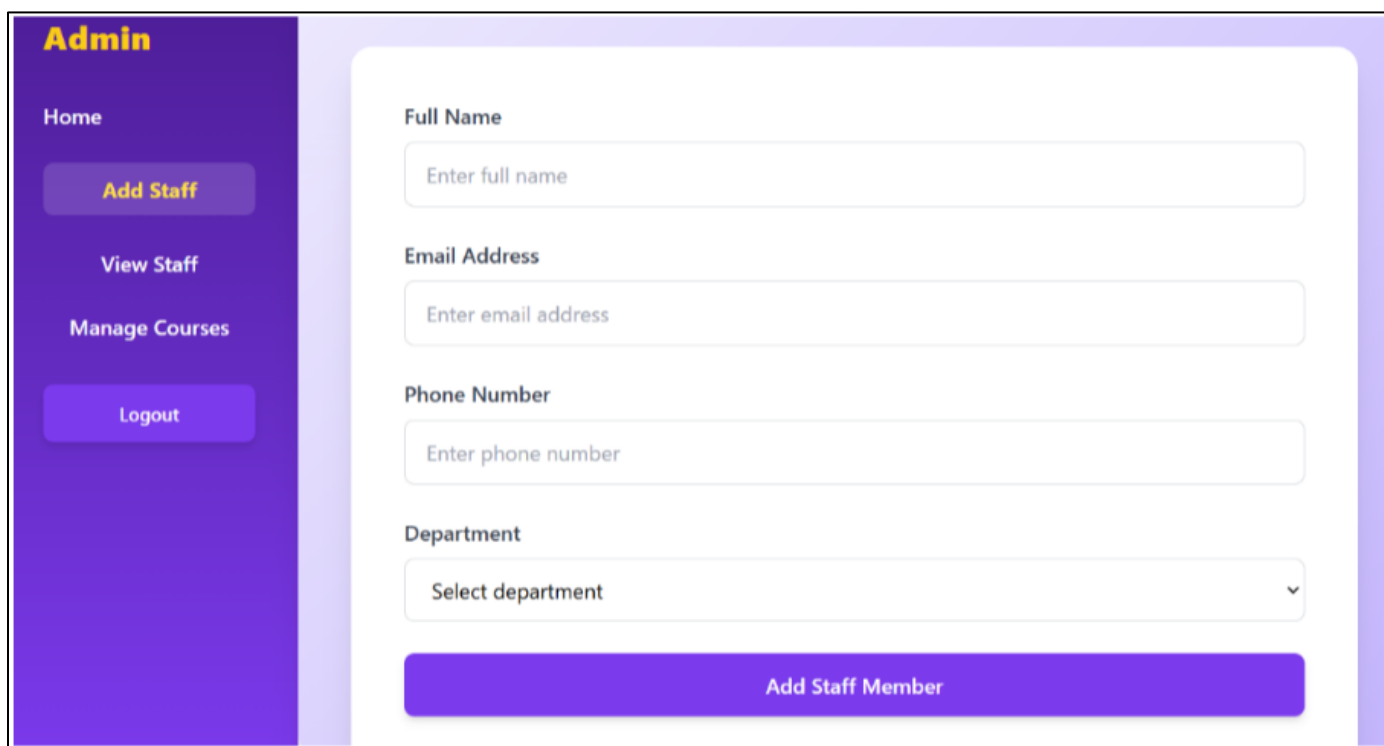 Admin
Home
Add Staff
View Staff
Manage Courses
Logout
Full Name
Enter full name
Email Address
Enter email address
Phone Number
Enter phone number
Department
Select department
Add Staff Member